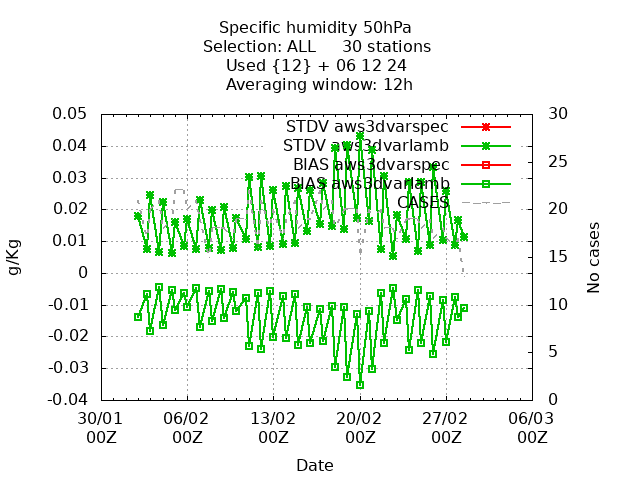 Specific humidity 50hPa
Selection: ALL 30 stations
Used {12} + 06 12 24
Averaging window: 12h
STDV aws3dvarspec
STDV aws3dvarlamb
BIAS aws3dvarspec
BIAS aws3dvarlamb
CASES
0.05
0.04
0.03
0.02
0.01
0
-0.01
-0.02
-0.03
-0.04
g/Kg
30
25
20
15
10
5
0
No cases
30/01 06/02 13/02 20/02 27/02 06/03
00Z 00Z 00Z 00Z 00Z 00Z
Date